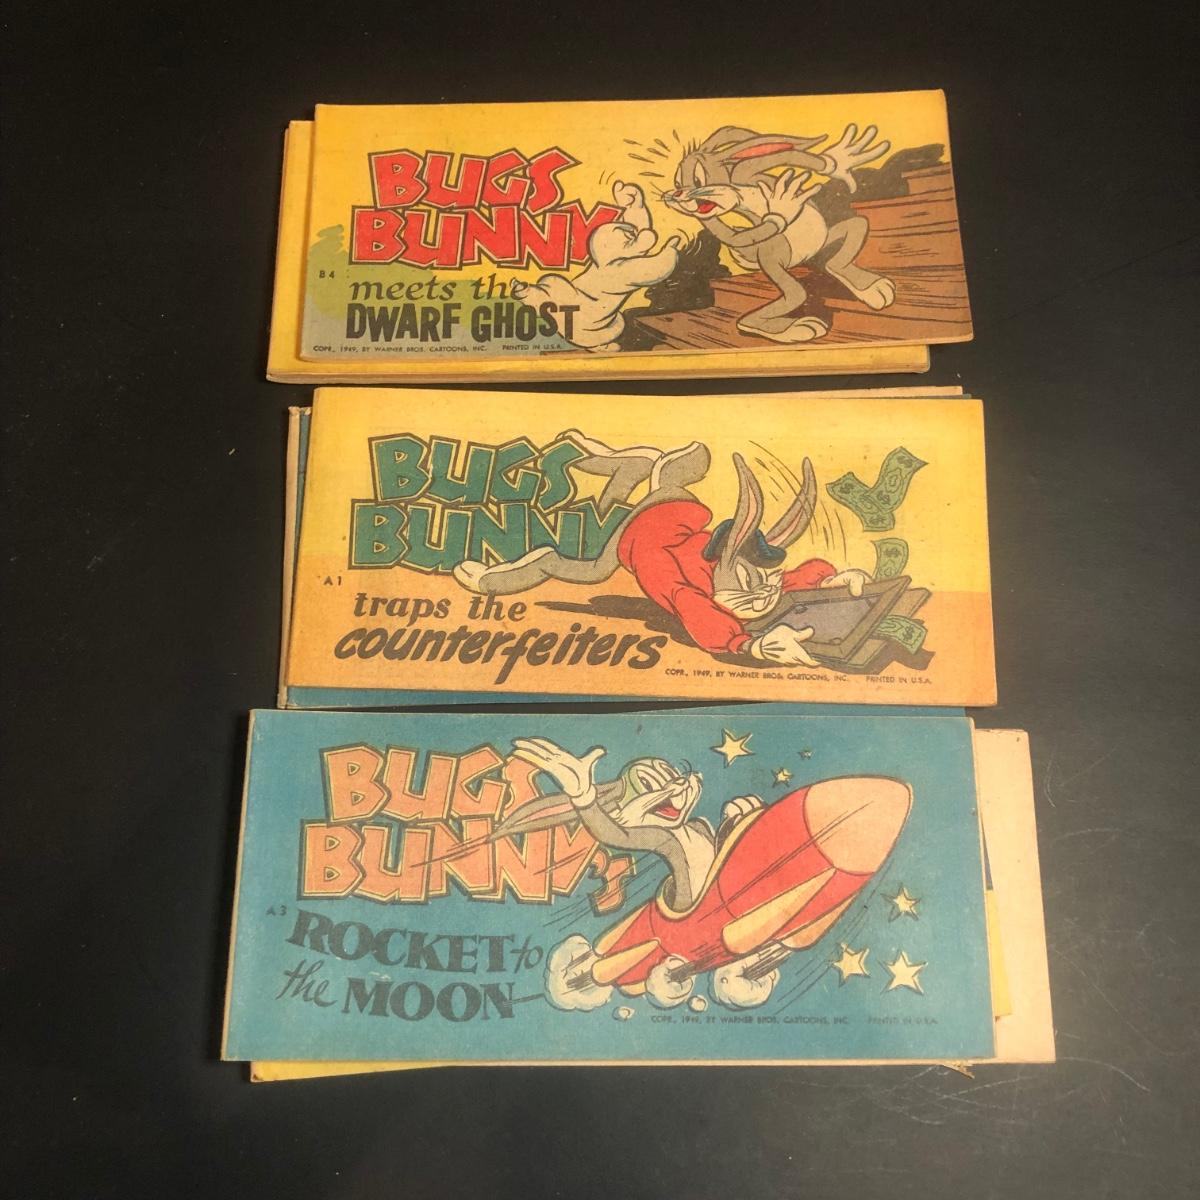 BUGS
BUNNY
B4
meets the
DWARF GHOST
COPR., 1949, BY WARNER BROS. CARTOONS, INC. PRINTED IN U.S.A.
BUGS
BUNNY
A1
traps the
counterfeiters
COPR., 1949, BY WARNER BROS. CARTOONS, INC. PRINTED IN U.S.A.
BUGS
BUNNY'S
A3
ROCKET to
the MOON
COPR., 1949, BY WARNER BROS. CARTOONS, INC. PRINTED IN U.S.A.